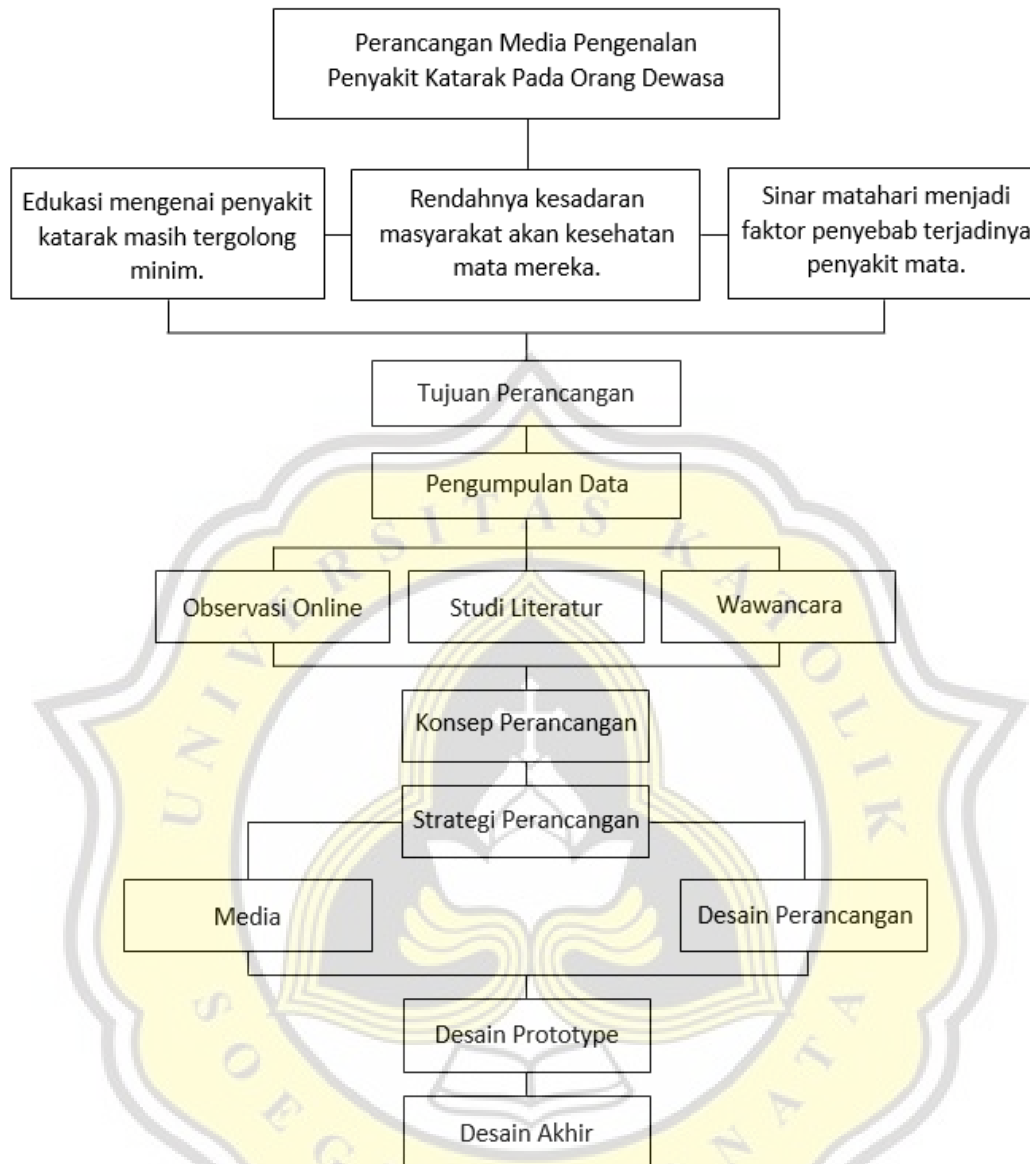 Perancangan Media Pengenalan
Penyakit Katarak Pada Orang Dewasa
Edukasi mengenai penyakit
katarak masih tergolong
minim.
Rendahnya kesadaran
masyarakat akan kesehatan
mata mereka.
Sinar matahari menjadi
faktor penyebab terjadinya
penyakit mata.
Tujuan Perancangan
Pengumpulan Data
Observasi Online
Studi Literatur
Wawancara
Konsep Perancangan
Strategi Perancangan
Media
Desain Perancangan
Desain Prototype
Desain Akhir
UNIVERSITAS KATOLIK